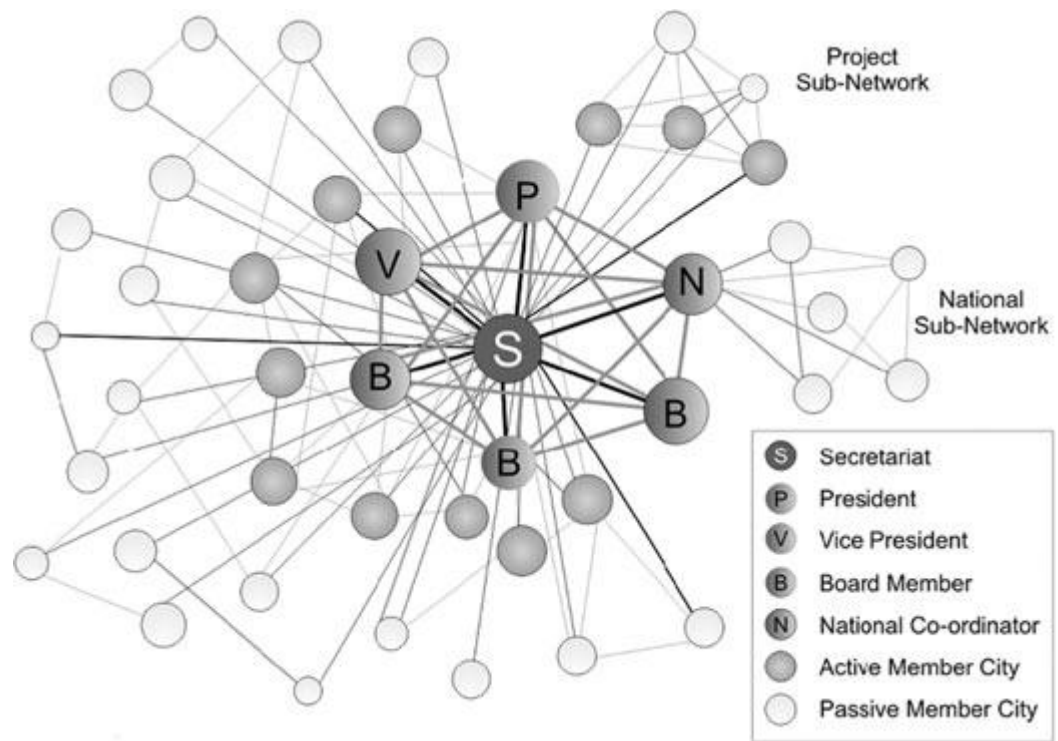 Project
Sub-Network
P
V
N
S
B
B
B
National
Sub-Network
S Secretariat
P President
V Vice President
B Board Member
N National Co-ordinator
Active Member City
Passive Member City